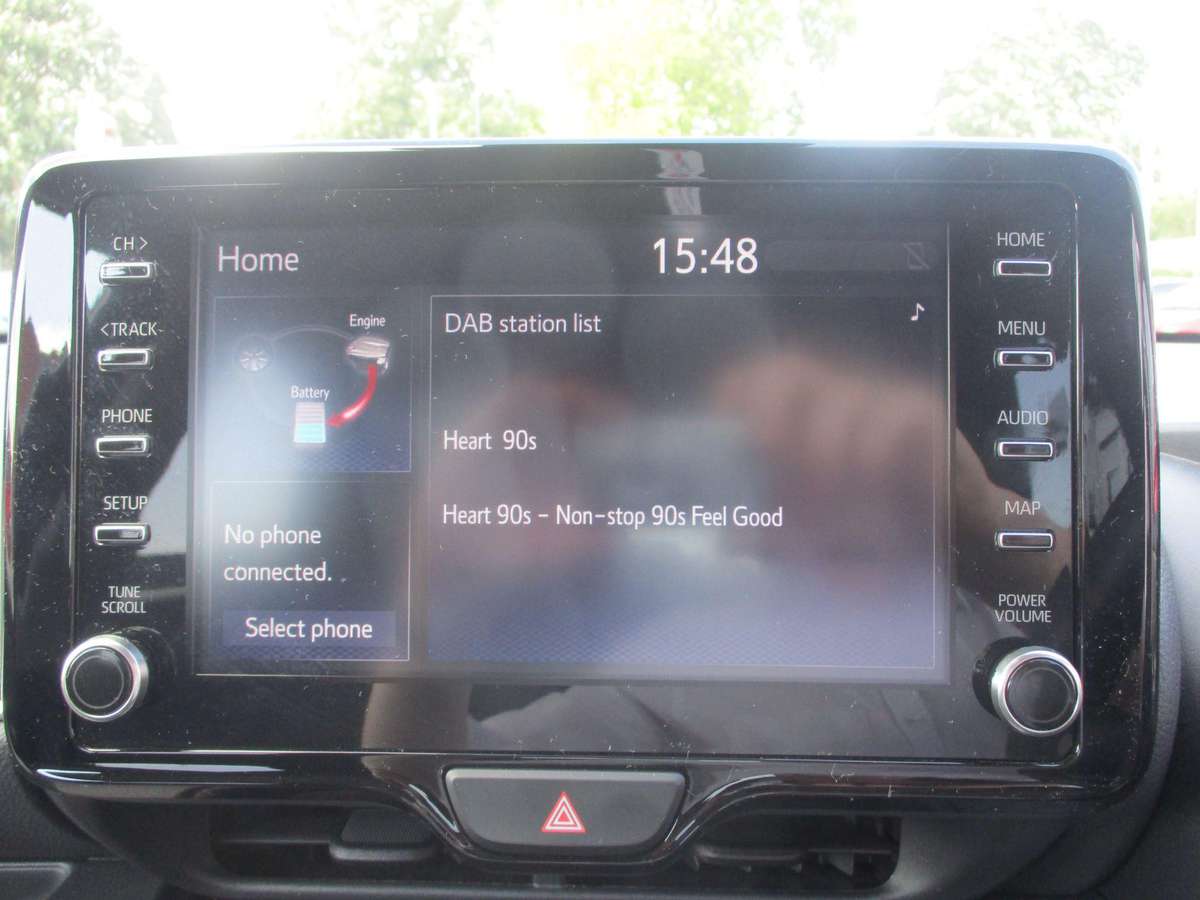 CH >
<TRACK
PHONE
SETUP
TUNE
SCROLL
Home
15:48
Engine
Battery
No phone
connected.
Select phone
DAB station list
Heart 90s
Heart 90s - Non-stop 90s Feel Good
HOME
MENU
AUDIO
MAP
POWER
VOLUME